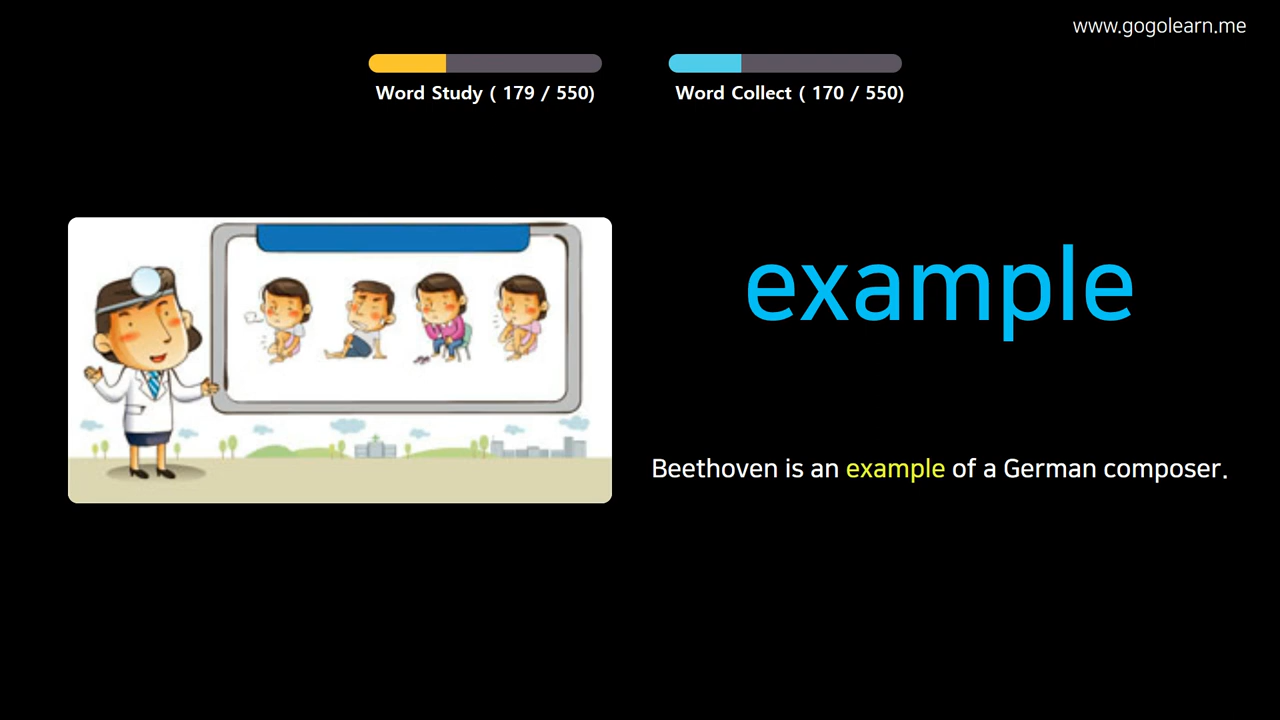 www.gogolearn.me
Word Study ( 179 / 550)
Word Collect ( 170 / 550)
example
Beethoven is an example of a German composer.